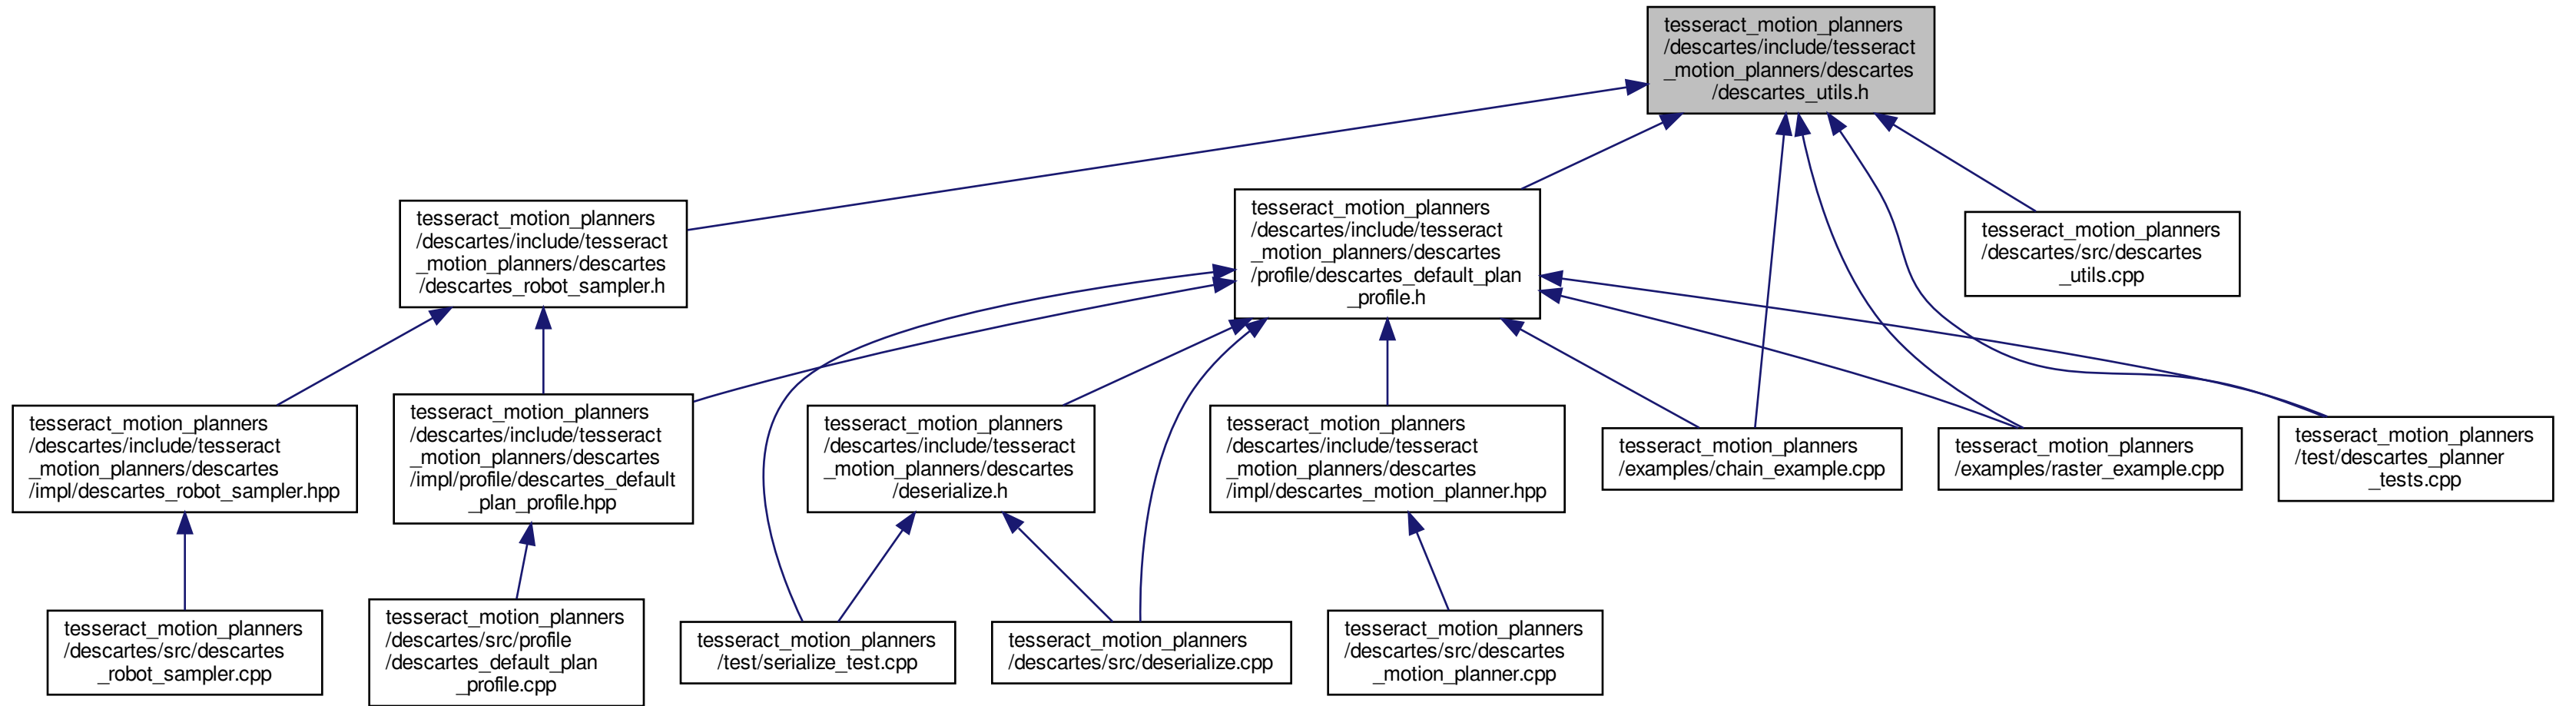 tesseract_motion_planners
/descartes/include/tesseract
_motion_planners/descartes
/descartes_utils.h
tesseract_motion_planners
/descartes/include/tesseract
_motion_planners/descartes
/descartes_robot_sampler.h
tesseract_motion_planners
/descartes/include/tesseract
_motion_planners/descartes
/profile/descartes_default_plan
_profile.h
tesseract_motion_planners
/descartes/src/descartes
_utils.cpp
tesseract_motion_planners
/descartes/include/tesseract
_motion_planners/descartes
/impl/descartes_robot_sampler.hpp
tesseract_motion_planners
/descartes/include/tesseract
_motion_planners/descartes
/impl/profile/descartes_default
_plan_profile.hpp
tesseract_motion_planners
/descartes/include/tesseract
_motion_planners/descartes
/deserialize.h
tesseract_motion_planners
/descartes/include/tesseract
_motion_planners/descartes
/impl/descartes_motion_planner.hpp
tesseract_motion_planners
/examples/chain_example.cpp
tesseract_motion_planners
/examples/raster_example.cpp
tesseract_motion_planners
/test/descartes_planner
_tests.cpp
tesseract_motion_planners
/descartes/src/descartes
_robot_sampler.cpp
tesseract_motion_planners
/descartes/src/profile
/descartes_default_plan
_profile.cpp
tesseract_motion_planners
/test/serialize_test.cpp
tesseract_motion_planners
/descartes/src/deserialize.cpp
tesseract_motion_planners
/descartes/src/descartes
_motion_planner.cpp